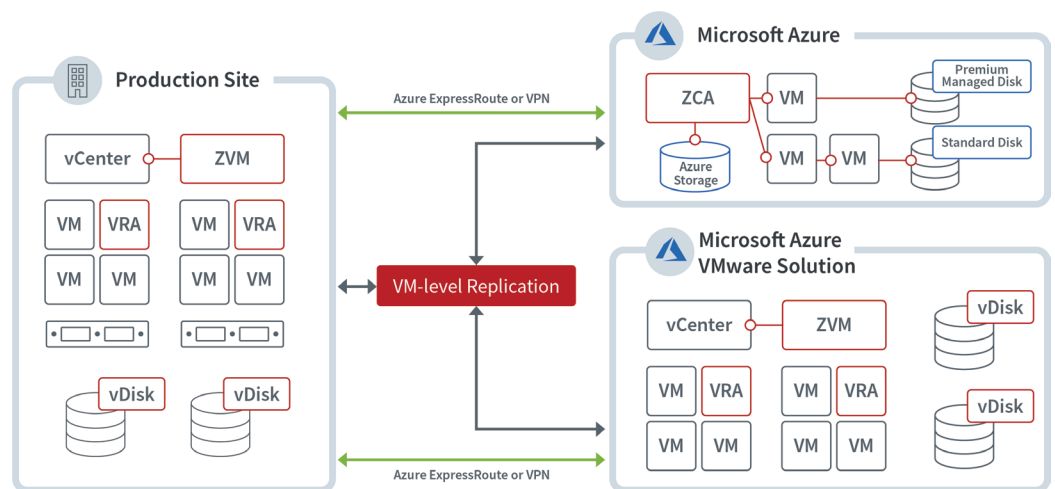 Production Site
vCenter
ZVM
VM
VRA
VM
VRA
VM
VM
VM
VM
vDisk
vDisk
Azure ExpressRoute or VPN
VM-level Replication
Azure ExpressRoute or VPN
Microsoft Azure
ZCA
VM
Premium
Managed Disk
Azure
Storage
VM
VM
Standard Disk
Microsoft Azure
VMware Solution
vCenter
ZVM
vDisk
VM
VRA
VM
VRA
vDisk
VM
VM
VM
VM